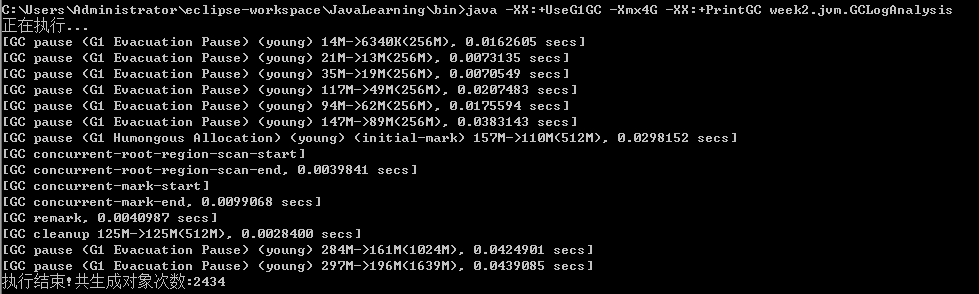 C:\Users\Administrator\eclipse-workspace\JavaLearning\bin>java -XX:+UseG1GC -Xmx4G -XX:+PrintGC week2.jvm.GCLogAnalysis
正在执行...
[GC pause (G1 Evacuation Pause) (young) 14M->6340K(256M), 0.0162605 secs]
[GC pause (G1 Evacuation Pause) (young) 21M->13M(256M), 0.0073135 secs]
[GC pause (G1 Evacuation Pause) (young) 35M->19M(256M), 0.0070549 secs]
[GC pause (G1 Evacuation Pause) (young) 117M->49M(256M), 0.0207483 secs]
[GC pause (G1 Evacuation Pause) (young) 94M->62M(256M), 0.0175594 secs]
[GC pause (G1 Evacuation Pause) (young) 147M->89M(256M), 0.0383143 secs]
[GC pause (G1 Humongous Allocation) (young) (initial-mark) 157M->110M(512M), 0.0298152 secs]
[GC concurrent-root-region-scan-start]
[GC concurrent-root-region-scan-end, 0.0039841 secs]
[GC concurrent-mark-start]
[GC concurrent-mark-end, 0.0099068 secs]
[GC remark, 0.0040987 secs]
[GC cleanup 125M->125M(512M), 0.0028400 secs]
[GC pause (G1 Evacuation Pause) (young) 284M->161M(1024M), 0.0424901 secs]
[GC pause (G1 Evacuation Pause) (young) 297M->196M(1639M), 0.0439085 secs]
执行结束!共生成对象次数:2434